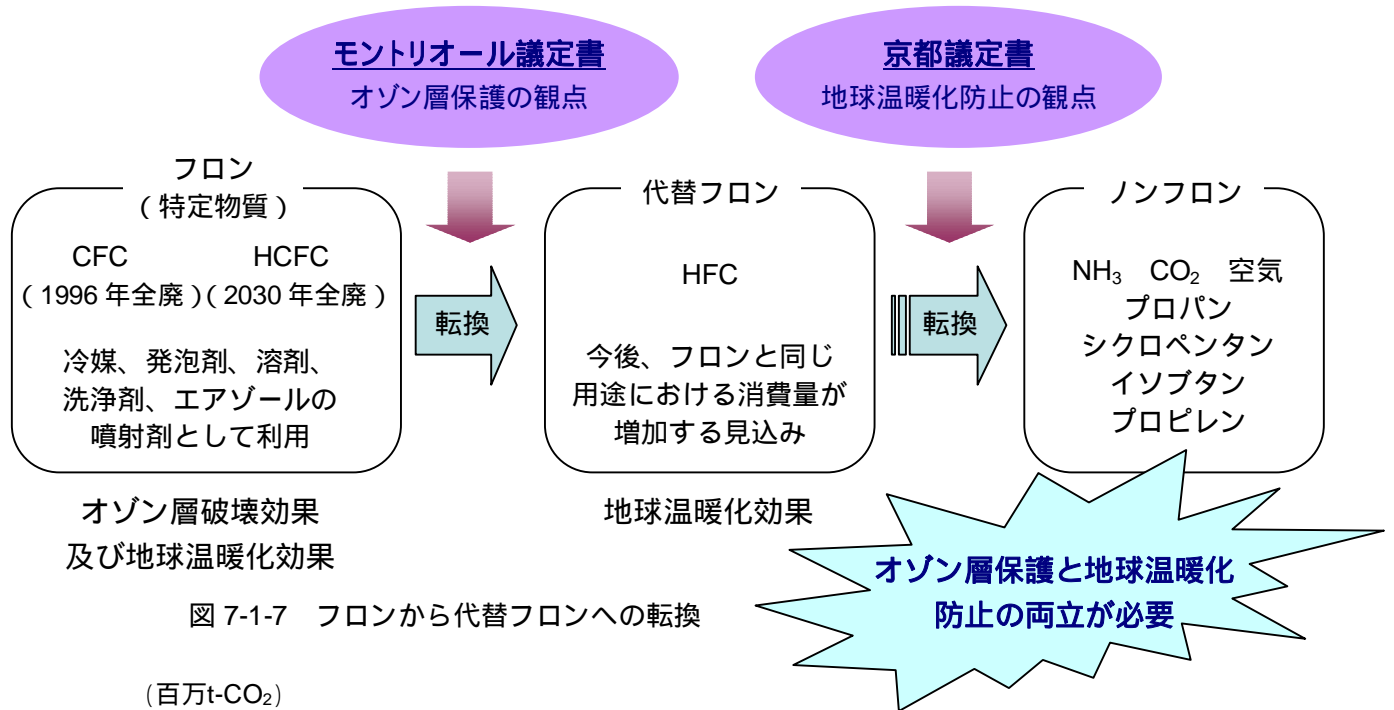 モントリオール議定書
オゾン層保護の観点
京都議定書
地球温暖化防止の観点
フロン
（特定物質）
CFC HCFC
（1996 年全廃）（2030 年全廃）
冷媒、発泡剤、溶剤、
洗浄剤、エアゾールの
噴射剤として利用
オゾン層破壊効果
及び地球温暖化効果
転換
代替フロン
HFC
今後、フロンと同じ
用途における消費量が
増加する見込み
地球温暖化効果
転換
ノンフロン
NH₃ CO₂ 空気
プロパン
シクロペンタン
イソブタン
プロピレン
オゾン層保護と地球温暖化
防止の両立が必要
図 7-1-7 フロンから代替フロンへの転換
(百万t-CO₂)